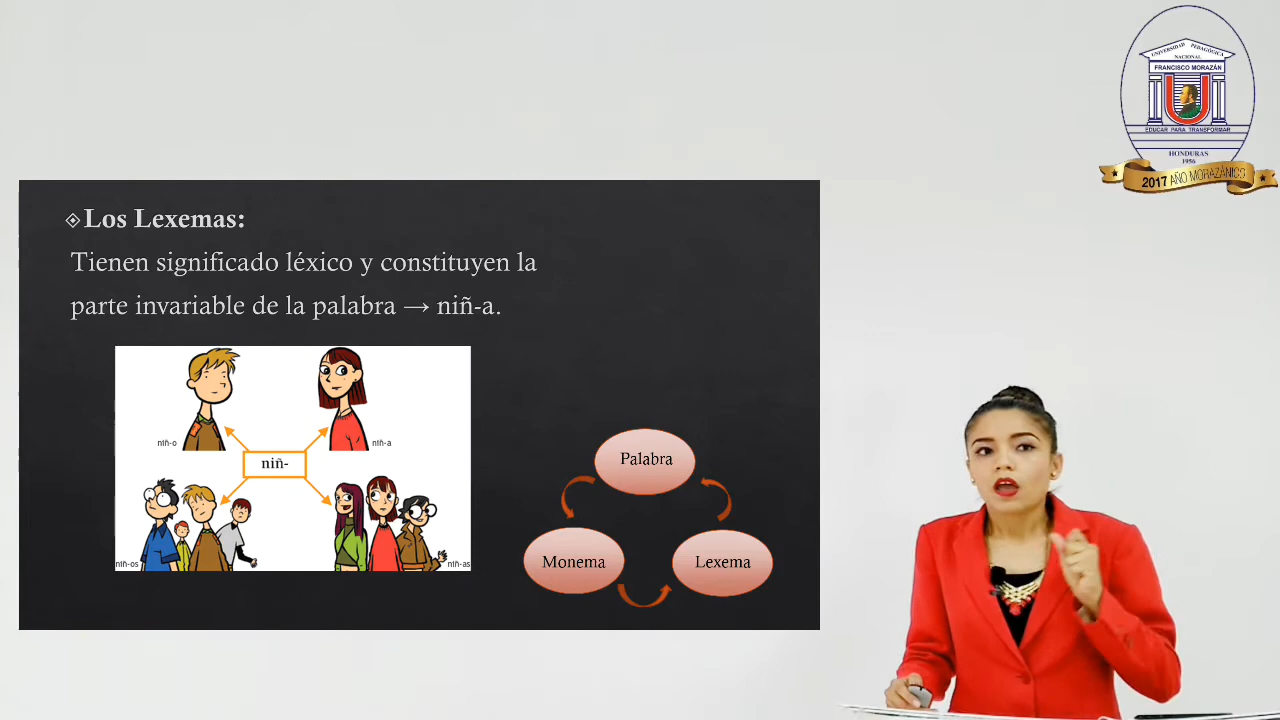 UNIVERSIDAD PEDAGÓGICA
NACIONAL
FRANCISCO MORAZÁN
EDUCAR PARA TRANSFORMAR
HONDURAS
1956
2017 AÑO MORAZÁNICO
Los Lexemas:
Tienen significado léxico y constituyen la
parte invariable de la palabra → niñ-a.
niñ-o
niñ-a
niñ-
niñ-os
niñ-as
Palabra
Monema
Lexema